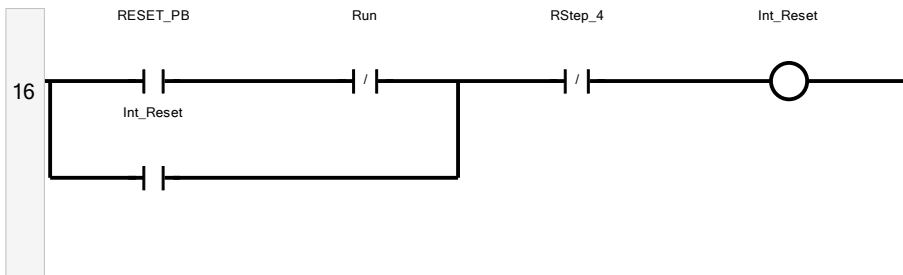 RESET_PB Run RStep_4 Int_Reset
16
Int_Reset